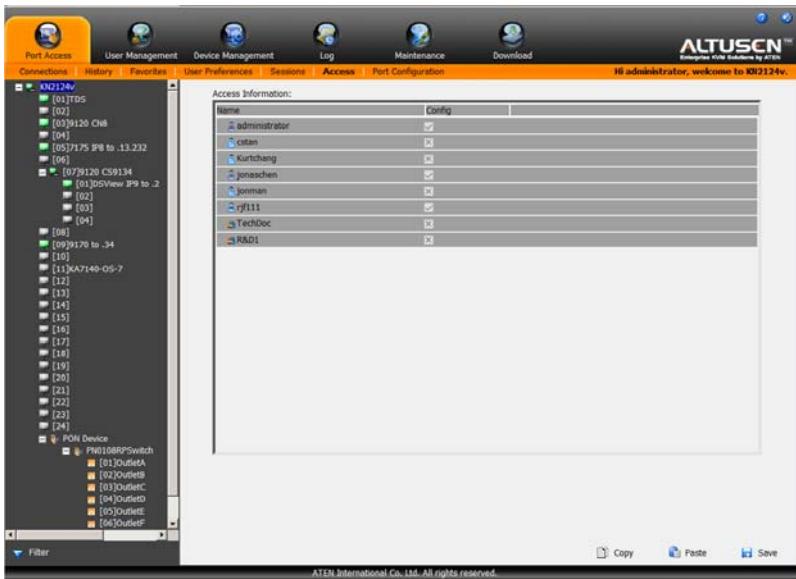 Port Access
User Management
Device Management
Log
Maintenance
Download
ALTUSEN™
Enterprise KVM Solutions by ATEN
Connections
History
Favorites
User Preferences
Sessions
Access
Port Configuration
Hi administrator, welcome to KN2124v.
KN2124v
[01]TDS
[02]
[03]9120 CN8
[04]
[05]7175 IP8 to .13.232
[06]
[07]9120 CS9134
[01]DSView IP9 to .2
[02]
[03]
[04]
[08]
[09]9170 to .34
[10]
[11]KA7140-OS-7
[12]
[13]
[14]
[15]
[16]
[17]
[18]
[19]
[20]
[21]
[22]
[23]
[24]
PON Device
PN0108RPSwitch
[01]OutletA
[02]OutletB
[03]OutletC
[04]OutletD
[05]OutletE
[06]OutletF
Filter
Access Information:
Name
Config
administrator
cstan
Kurtchang
jonaschen
jonman
rjf111
TechDoc
R&D1
Copy
Paste
Save
ATEN International Co. Ltd. All rights reserved.